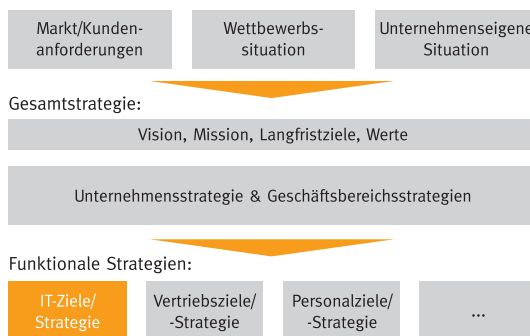 Markt/Kunden-
anforderungen
Wettbewerbs-
situation
Unternehmenseigene
Situation
Gesamtstrategie:
Vision, Mission, Langfristziele, Werte
Unternehmensstrategie & Geschäftsbereichsstrategien
Funktionale Strategien:
IT-Ziele/
Strategie
Vertriebsziele/
-Strategie
Personalziele/
-Strategie
...